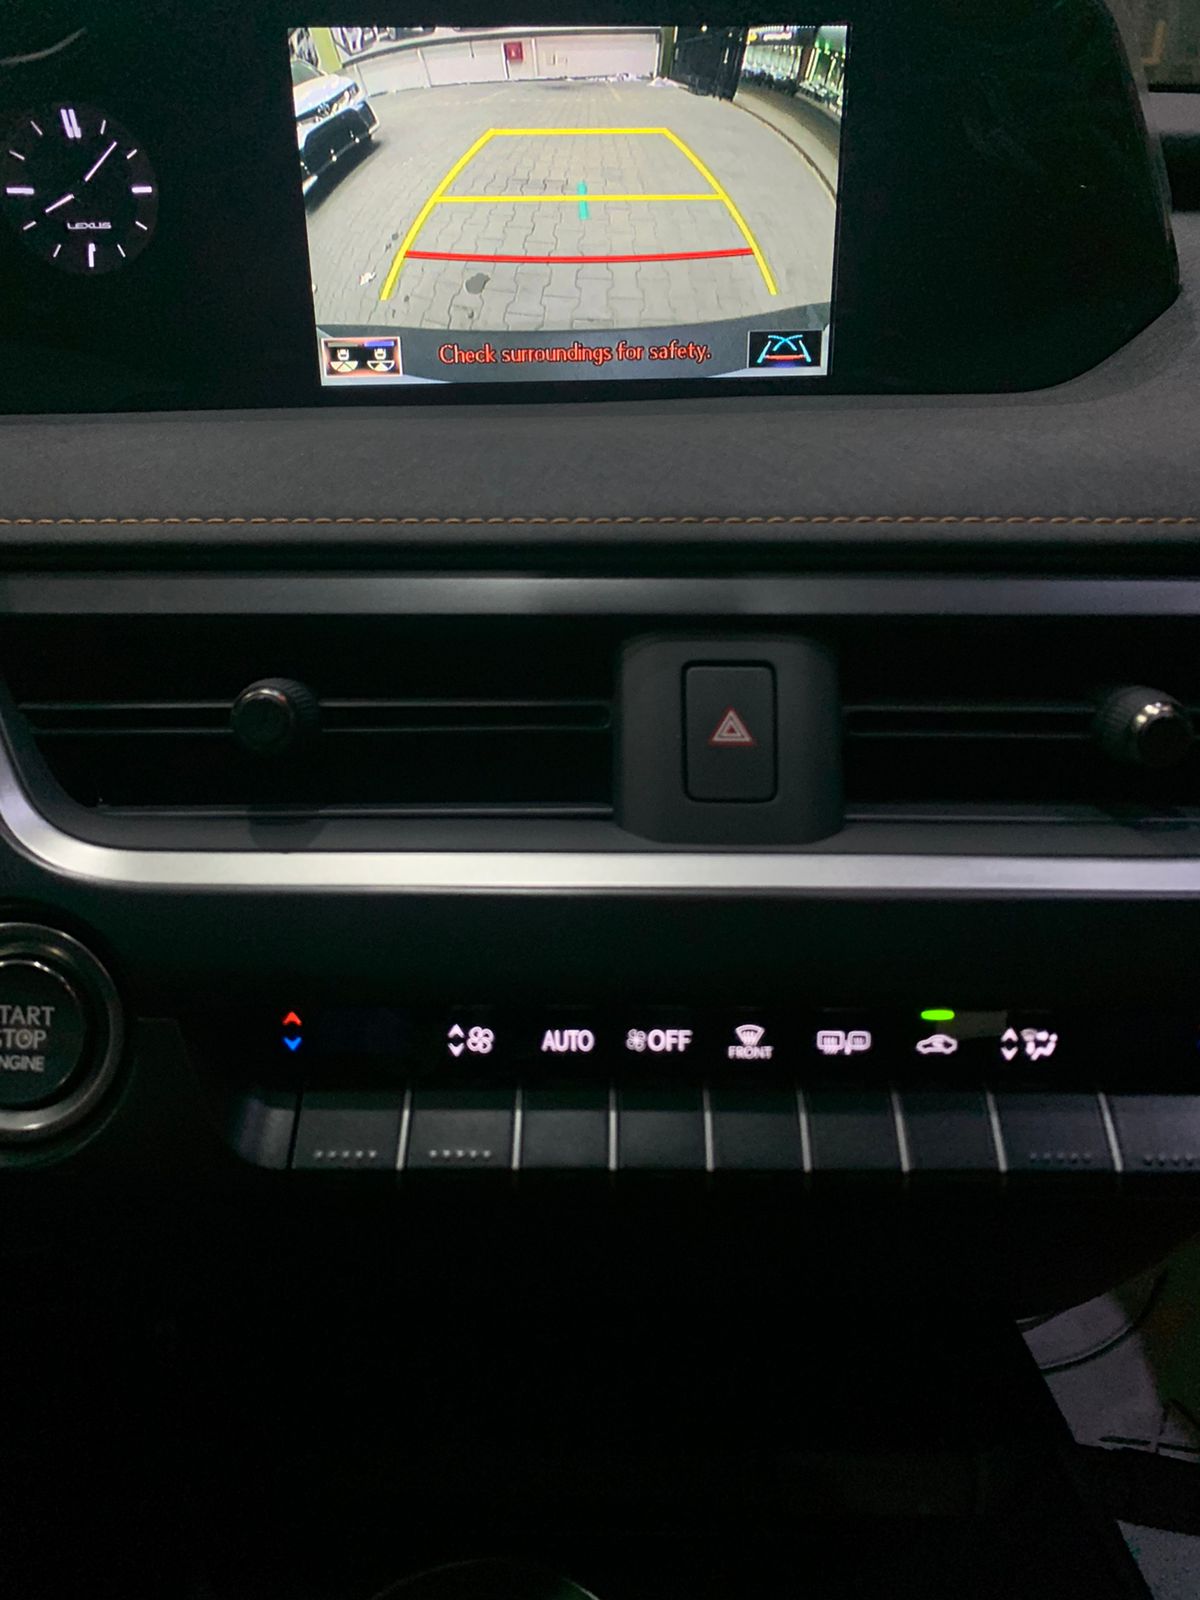 LEXUS
Check surroundings for safety.
START
STOP
ENGINE
AUTO
OFF
FRONT